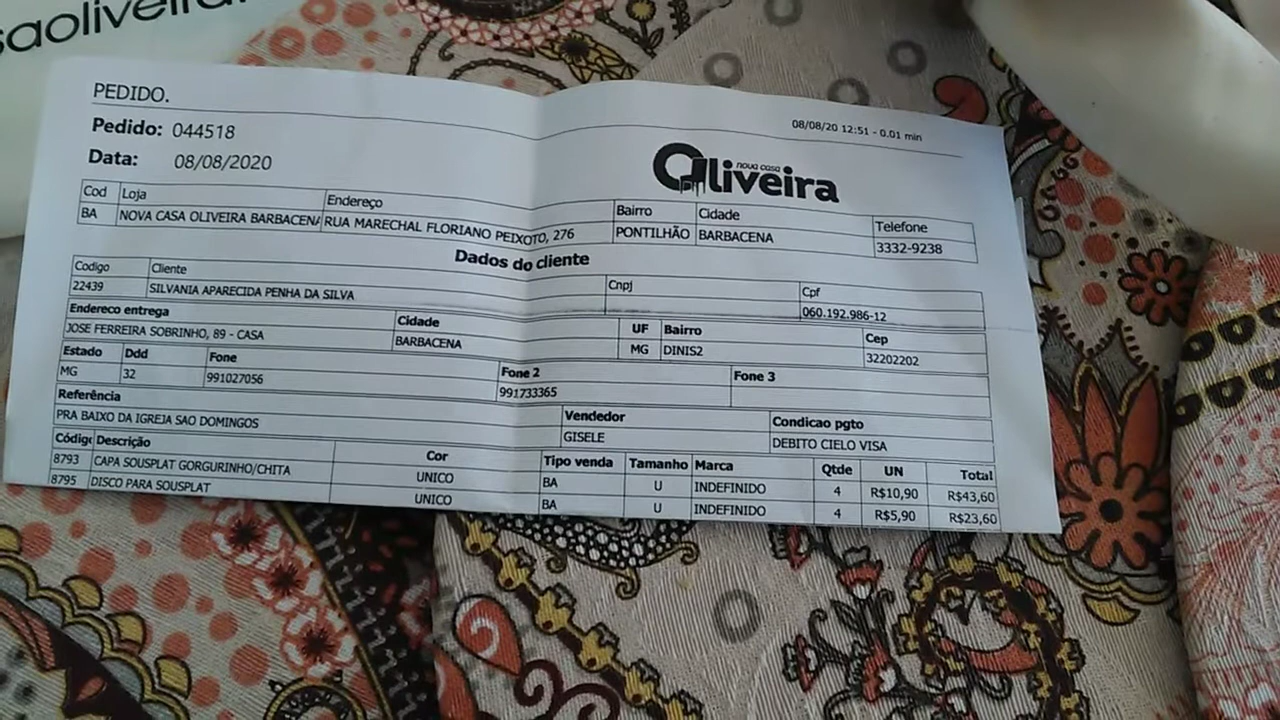 saoliveira
PEDIDO.
08/08/20 12:51 - 0.01 min
Pedido: 044518
Data: 08/08/2020
nova casa
Oliveira
Cod Loja Endereço Bairro Cidade Telefone
BA NOVA CASA OLIVEIRA BARBACENA RUA MARECHAL FLORIANO PEIXOTO, 276 PONTILHÃO BARBACENA 3332-9238
Dados do cliente
Codigo Cliente Cnpj Cpf
22439 SILVANIA APARECIDA PENHA DA SILVA 060.192.986-12
Endereco entrega Cidade UF Bairro Cep
JOSE FERREIRA SOBRINHO, 89 - CASA BARBACENA MG DINIS2 32202202
Estado Ddd Fone Fone 2 Fone 3
MG 32 991027056 991733365
Referência Vendedor Condicao pgto
PRA BAIXO DA IGREJA SAO DOMINGOS GISELE DEBITO CIELO VISA
Códig Descrição Cor Tipo venda Tamanho Marca Qtde UN Total
8793 CAPA SOUSPLAT GORGURINHO/CHITA UNICO BA U INDEFINIDO 4 R$10,90 R$43,60
8795 DISCO PARA SOUSPLAT UNICO BA U INDEFINIDO 4 R$5,90 R$23,60